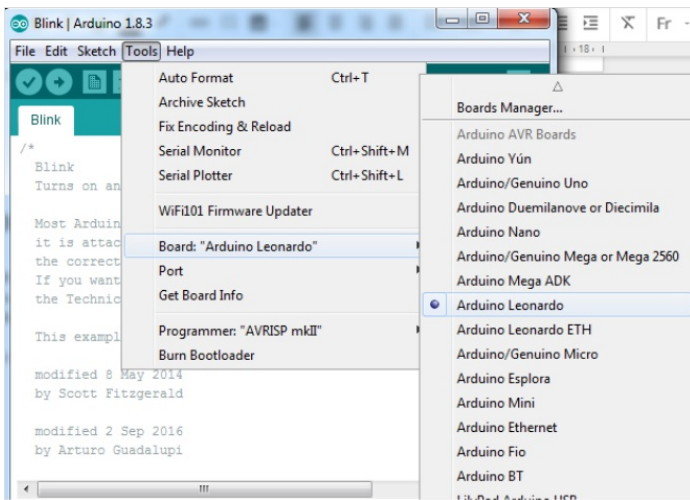 Blink | Arduino 1.8.3
Fr
18
File Edit Sketch Tools Help
Blink
/*
Blink
Turns on an
Most Arduin
it is attac
the correct
If you want
the Technic
This exampl
modified 8 May 2014
by Scott Fitzgerald
modified 2 Sep 2016
by Arturo Guadalupi
Auto Format Ctrl+T
Archive Sketch
Fix Encoding & Reload
Serial Monitor Ctrl+Shift+M
Serial Plotter Ctrl+Shift+L
WiFi101 Firmware Updater
Board: "Arduino Leonardo"
Port
Get Board Info
Programmer: "AVRISP mkII"
Burn Bootloader
Boards Manager...
Arduino AVR Boards
Arduino Yún
Arduino/Genuino Uno
Arduino Duemilanove or Diecimila
Arduino Nano
Arduino/Genuino Mega or Mega 2560
Arduino Mega ADK
Arduino Leonardo
Arduino Leonardo ETH
Arduino/Genuino Micro
Arduino Esplora
Arduino Mini
Arduino Ethernet
Arduino Fio
Arduino BT
LilyPad Arduino USB